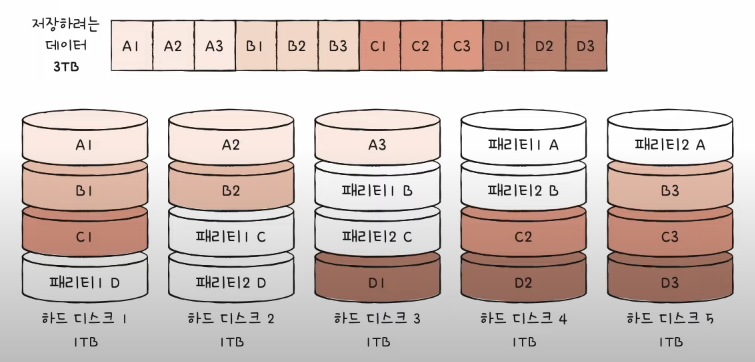 저장하려는
데이터
3TB
A1 A2 A3 B1 B2 B3 C1 C2 C3 D1 D2 D3
A1 A2 A3 패리티1 A 패리티2 A
B1 B2 패리티1 B 패리티2 B B3
C1 패리티1 C 패리티2 C C2 C3
패리티1 D 패리티2 D D1 D2 D3
하드 디스크 1 하드 디스크 2 하드 디스크 3 하드 디스크 4 하드 디스크 5
1TB 1TB 1TB 1TB 1TB